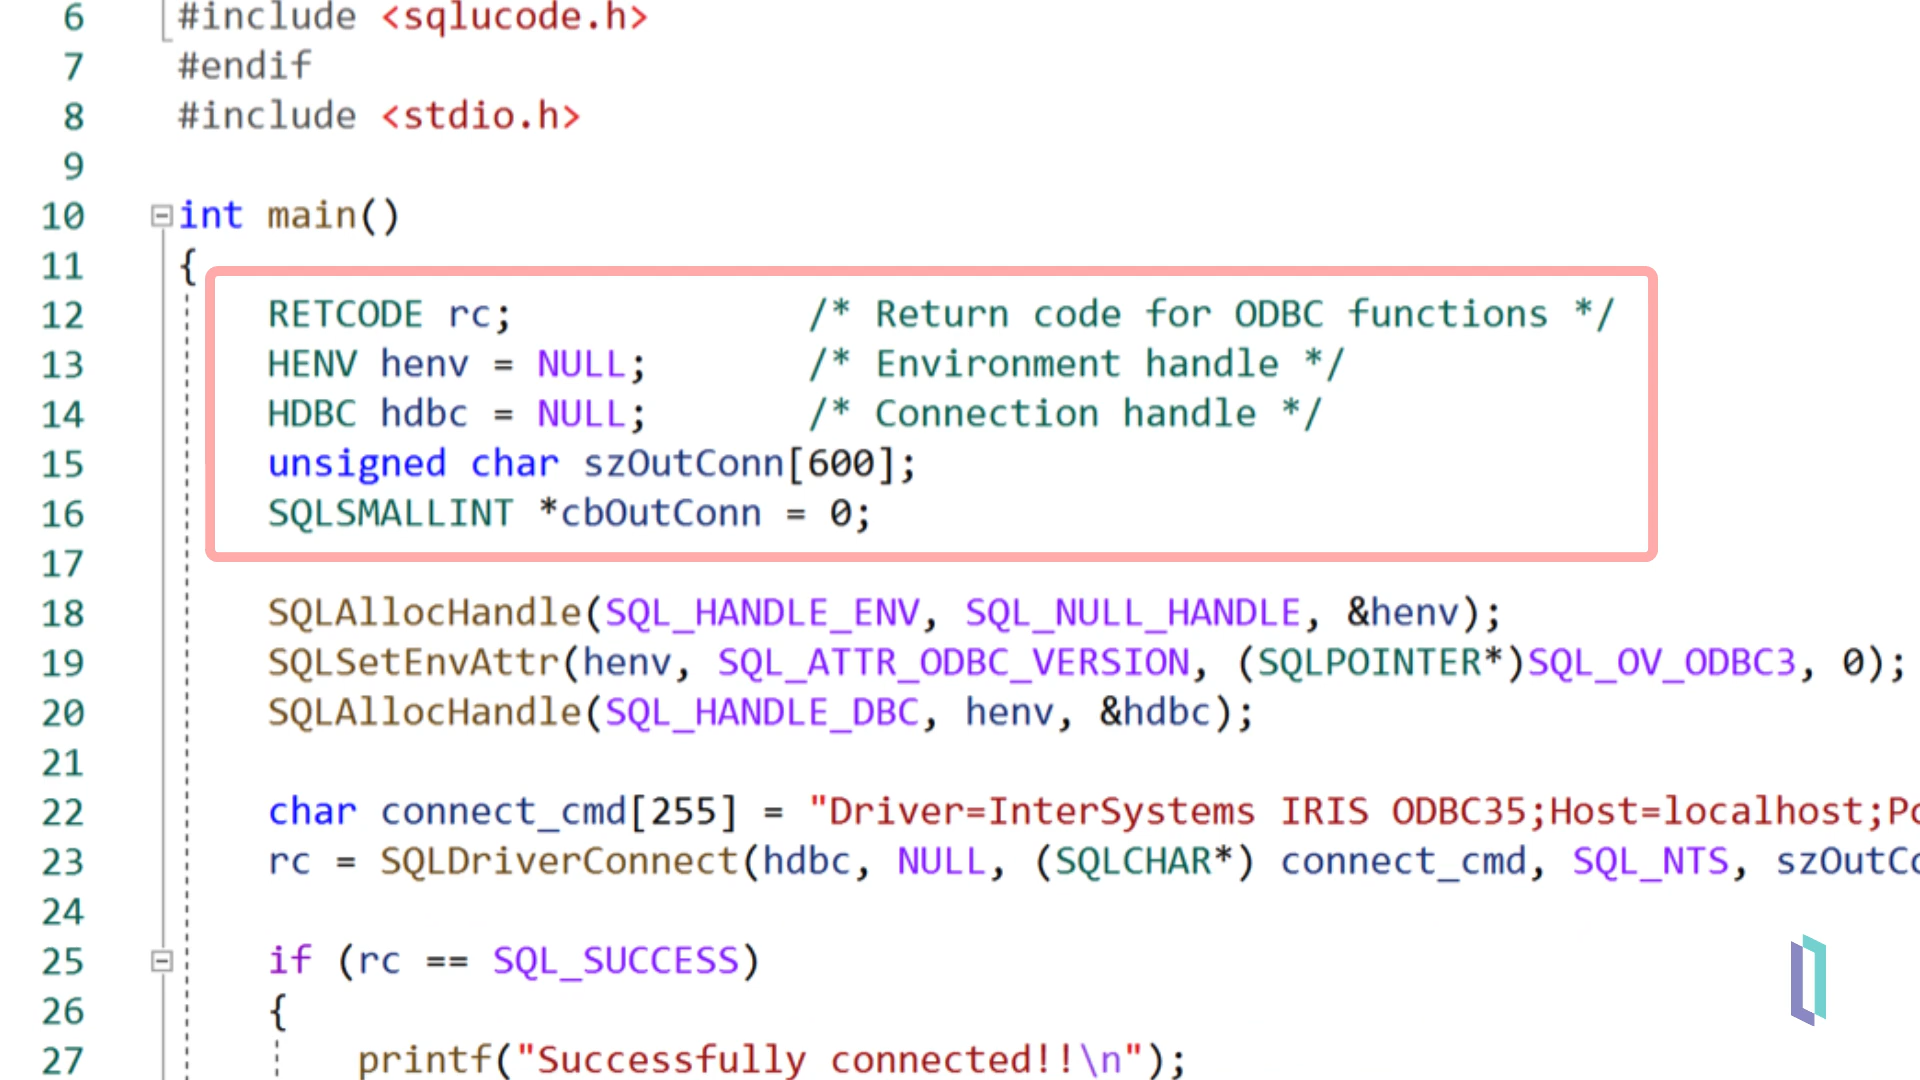 6 #include <sqlucode.h>
7 #endif
8 #include <stdio.h>
9
10 int main()
11 {
12 RETCODE rc; /* Return code for ODBC functions */
13 HENV henv = NULL; /* Environment handle */
14 HDBC hdbc = NULL; /* Connection handle */
15 unsigned char szOutConn[600];
16 SQLSMALLINT *cbOutConn = 0;
17
18 SQLAllocHandle(SQL_HANDLE_ENV, SQL_NULL_HANDLE, &henv);
19 SQLSetEnvAttr(henv, SQL_ATTR_ODBC_VERSION, (SQLPOINTER*)SQL_OV_ODBC3, 0);
20 SQLAllocHandle(SQL_HANDLE_DBC, henv, &hdbc);
21
22 char connect_cmd[255] = "Driver=InterSystems IRIS ODBC35;Host=localhost;
23 rc = SQLDriverConnect(hdbc, NULL, (SQLCHAR*) connect_cmd, SQL_NTS,
24
25 if (rc == SQL_SUCCESS)
26 {
27 printf("Successfully connected!!\n");